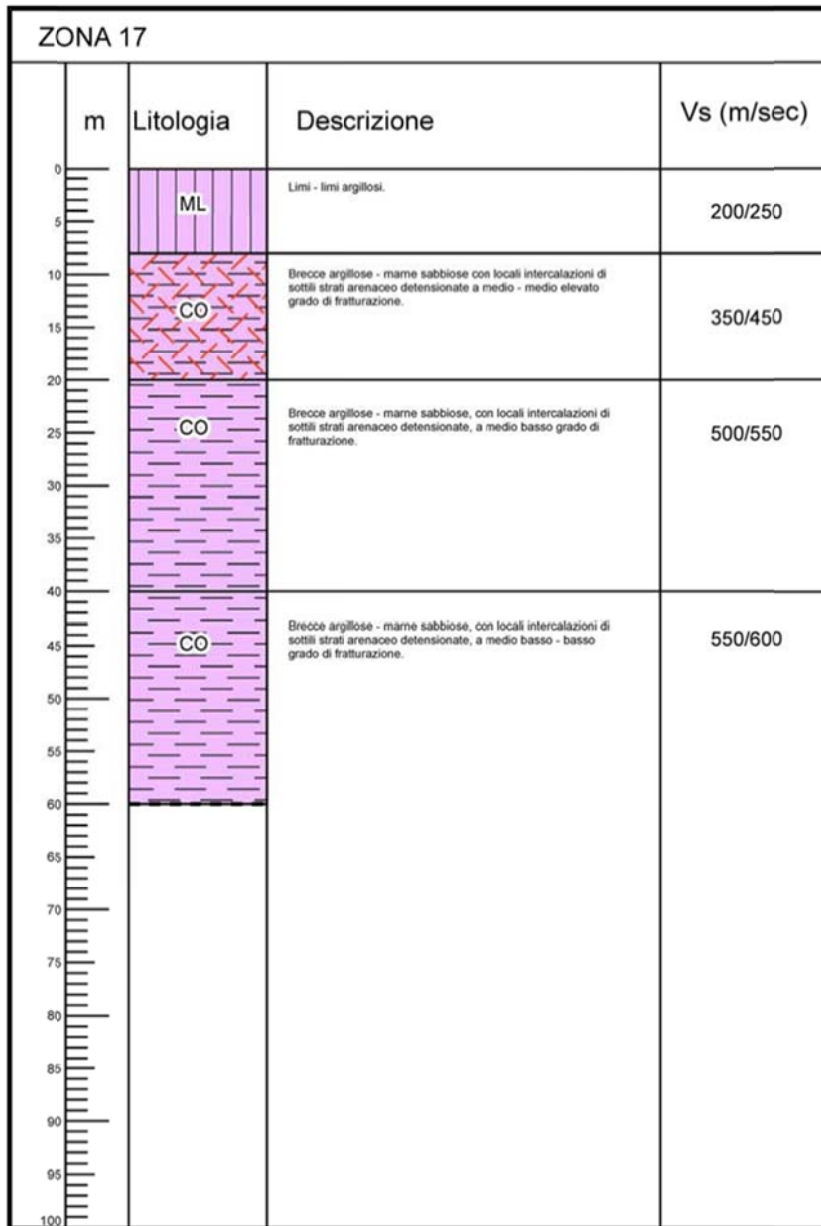 ZONA 17
m Litologia Descrizione Vs (m/sec)
0
ML
Limi - limi argillosi.
200/250
5
10
CO
Brecce argillose - marne sabbiose con locali intercalazioni di
sottili strati arenaceo detensionate a medio - medio elevato
grado di fratturazione.
350/450
15
20
CO
Brecce argillose - marne sabbiose, con locali intercalazioni di
sottili strati arenaceo detensionate, a medio basso grado di
fratturazione.
500/550
25
30
35
40
CO
Brecce argillose - marne sabbiose, con locali intercalazioni di
sottili strati arenaceo detensionate, a medio basso - basso
grado di fratturazione.
550/600
45
50
55
60
65
70
75
80
85
90
95
100